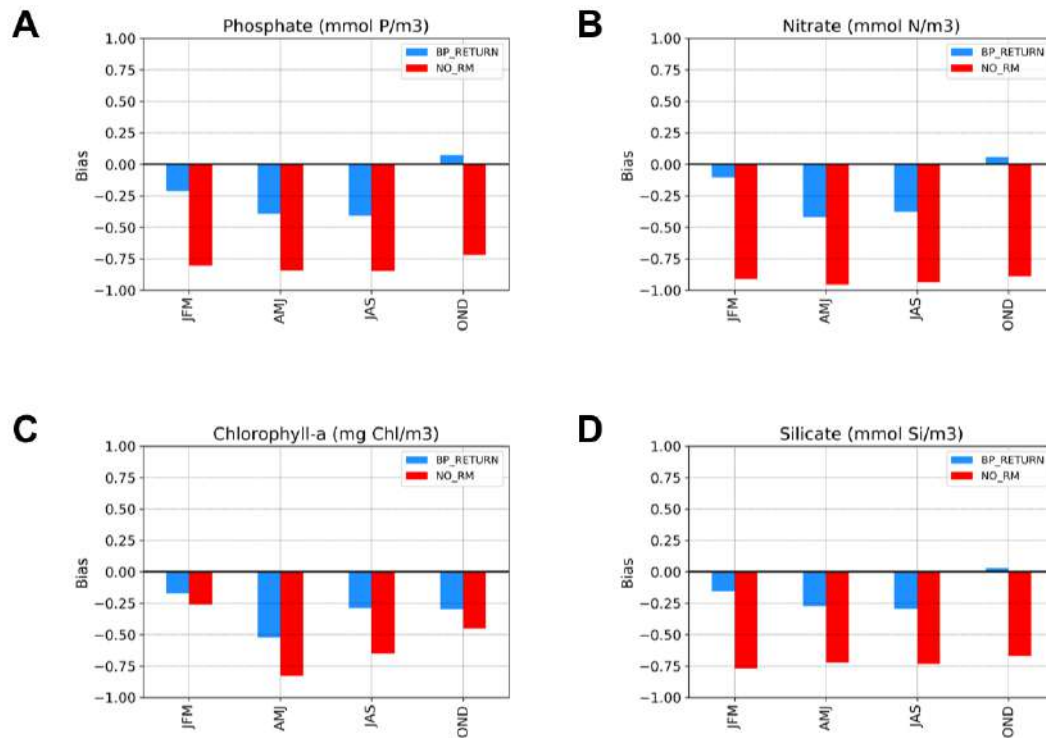 A
Phosphate (mmol P/m3)
1.00
0.75
0.50
0.25
0.00
−0.25
−0.50
−0.75
−1.00
Bias
BP_RETURN
NO_RM
JFM
AMJ
JAS
OND
B
Nitrate (mmol N/m3)
1.00
0.75
0.50
0.25
0.00
−0.25
−0.50
−0.75
−1.00
Bias
BP_RETURN
NO_RM
JFM
AMJ
JAS
OND
C
Chlorophyll-a (mg Chl/m3)
1.00
0.75
0.50
0.25
0.00
−0.25
−0.50
−0.75
−1.00
Bias
BP_RETURN
NO_RM
JFM
AMJ
JAS
OND
D
Silicate (mmol Si/m3)
1.00
0.75
0.50
0.25
0.00
−0.25
−0.50
−0.75
−1.00
Bias
BP_RETURN
NO_RM
JFM
AMJ
JAS
OND